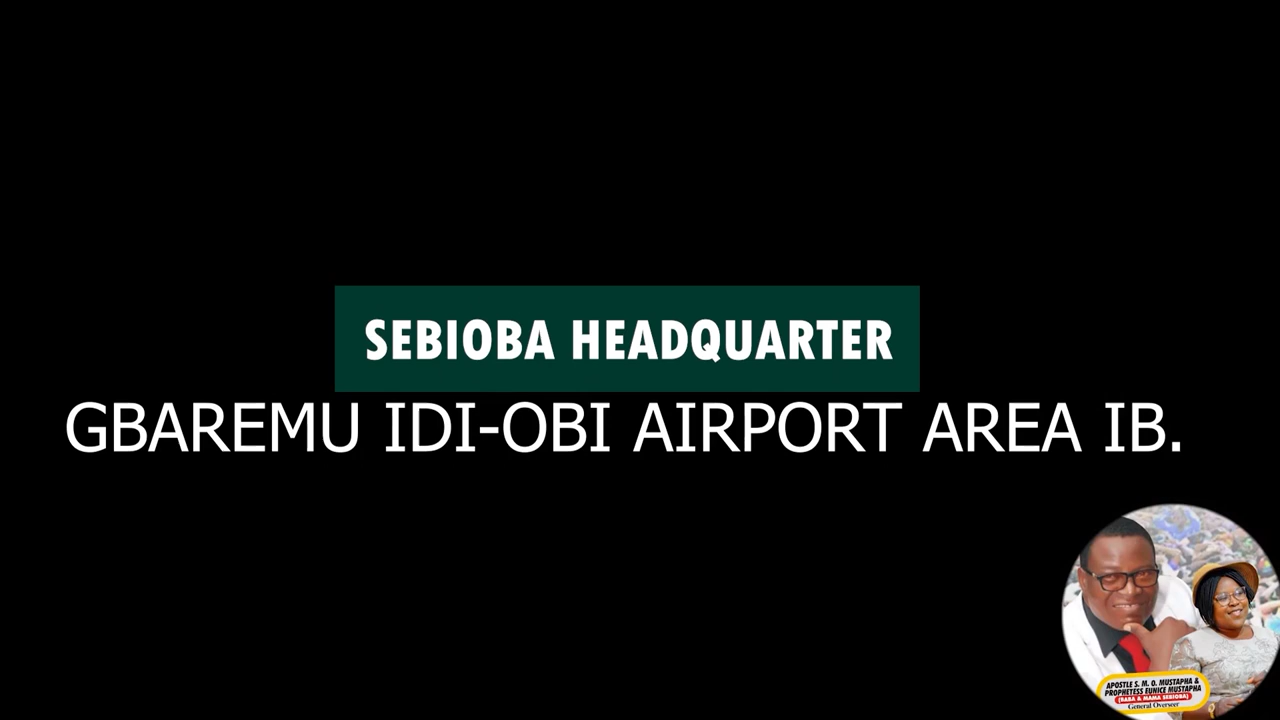 SEBIOBA HEADQUARTER
GBAREMU IDI-OBI AIRPORT AREA IB.
APOSTLE S. M. O. MUSTAPHA &
PROPHETESS EUNICE MUSTAPHA
(BABA & MAMA SEBIOBA)
General Overseer